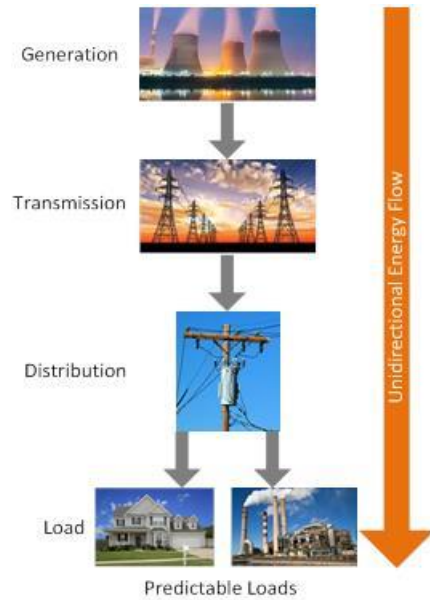 Generation
Transmission
Distribution
Load
Predictable Loads
Unidirectional Energy Flow